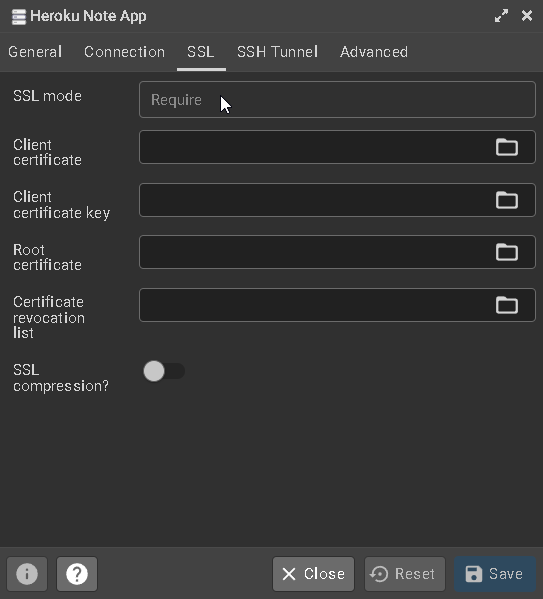 Heroku Note App
General Connection SSL SSH Tunnel Advanced
SSL mode
Require
Client
certificate
Client
certificate key
Root
certificate
Certificate
revocation
list
SSL
compression?
Close Reset Save